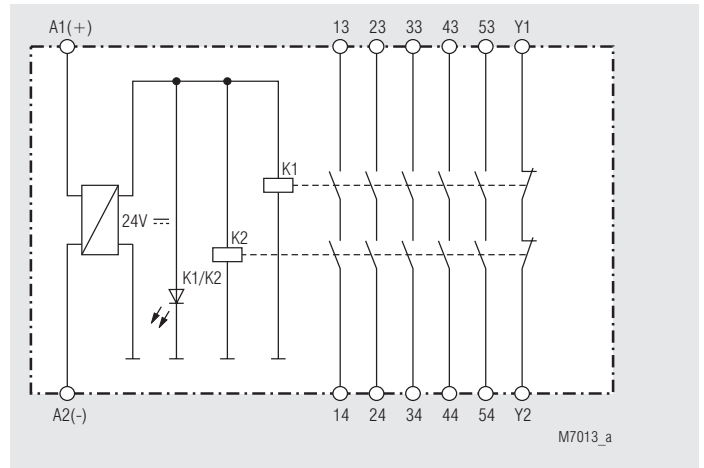 A1(+) 13 23 33 43 53 Y1
K1
24V ⎓
K2
K1/K2
A2(-) 14 24 34 44 54 Y2
M7013_a